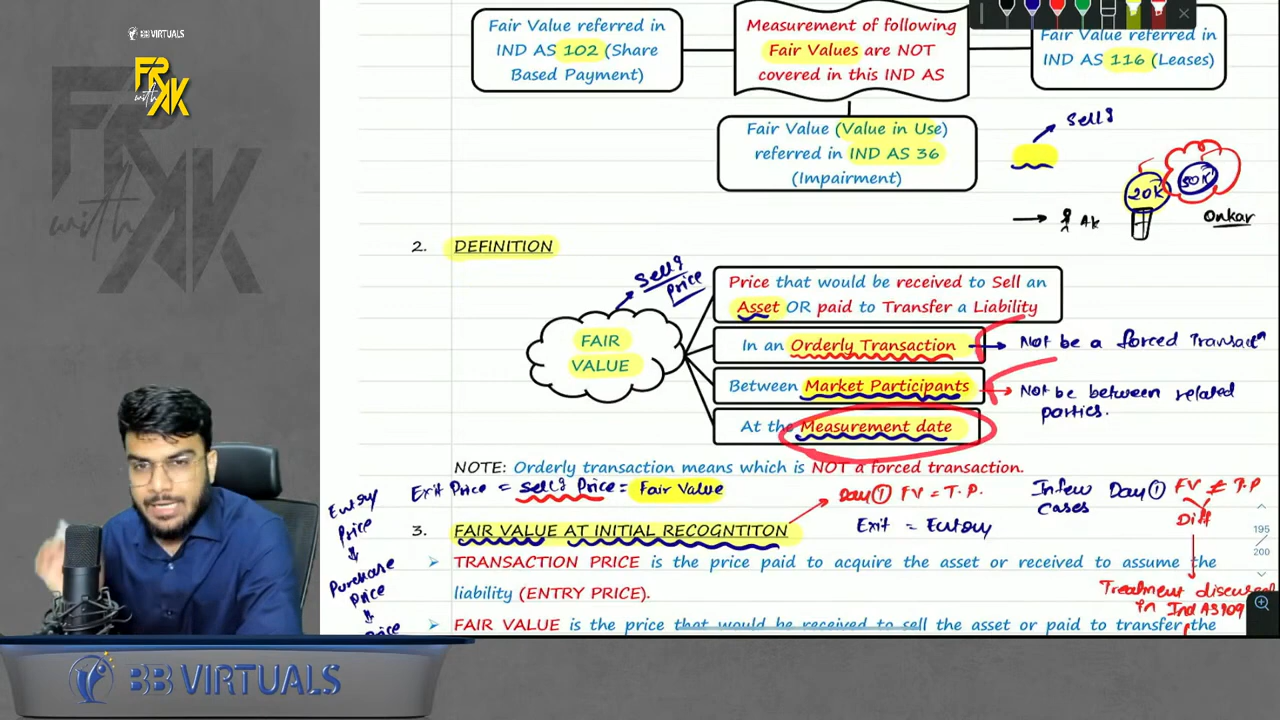 BB VIRTUALS
FR
with
AK
FR
with
AK
Fair Value referred in
IND AS 102 (Share
Based Payment)
Measurement of following
Fair Values are NOT
covered in this IND AS
Fair Value referred in
IND AS 116 (Leases)
Fair Value (Value in Use)
referred in IND AS 36
(Impairment)
Sell?
20K
50K
AK
Onkar
2. DEFINITION
Sell?
Price
FAIR
VALUE
Price that would be received to Sell an
Asset OR paid to Transfer a Liability
In an Orderly Transaction
Not be a forced Transactn
Between Market Participants
Not be between related
parties.
At the Measurement date
NOTE: Orderly transaction means which is NOT a forced transaction.
Exit Price = Sell? Price = Fair Value
Day 1 FV = T.P.
In few
cases
Day 1 FV ≠ T.P
Diff
Exit = Entry
Entry
Price
Purchase
Price
Price
3. FAIR VALUE AT INITIAL RECOGNTITON
195
200
TRANSACTION PRICE is the price paid to acquire the asset or received to assume the
liability (ENTRY PRICE).
Treatment discussed
in Ind AS 109
FAIR VALUE is the price that would be received to sell the asset or paid to transfer the
BB VIRTUALS